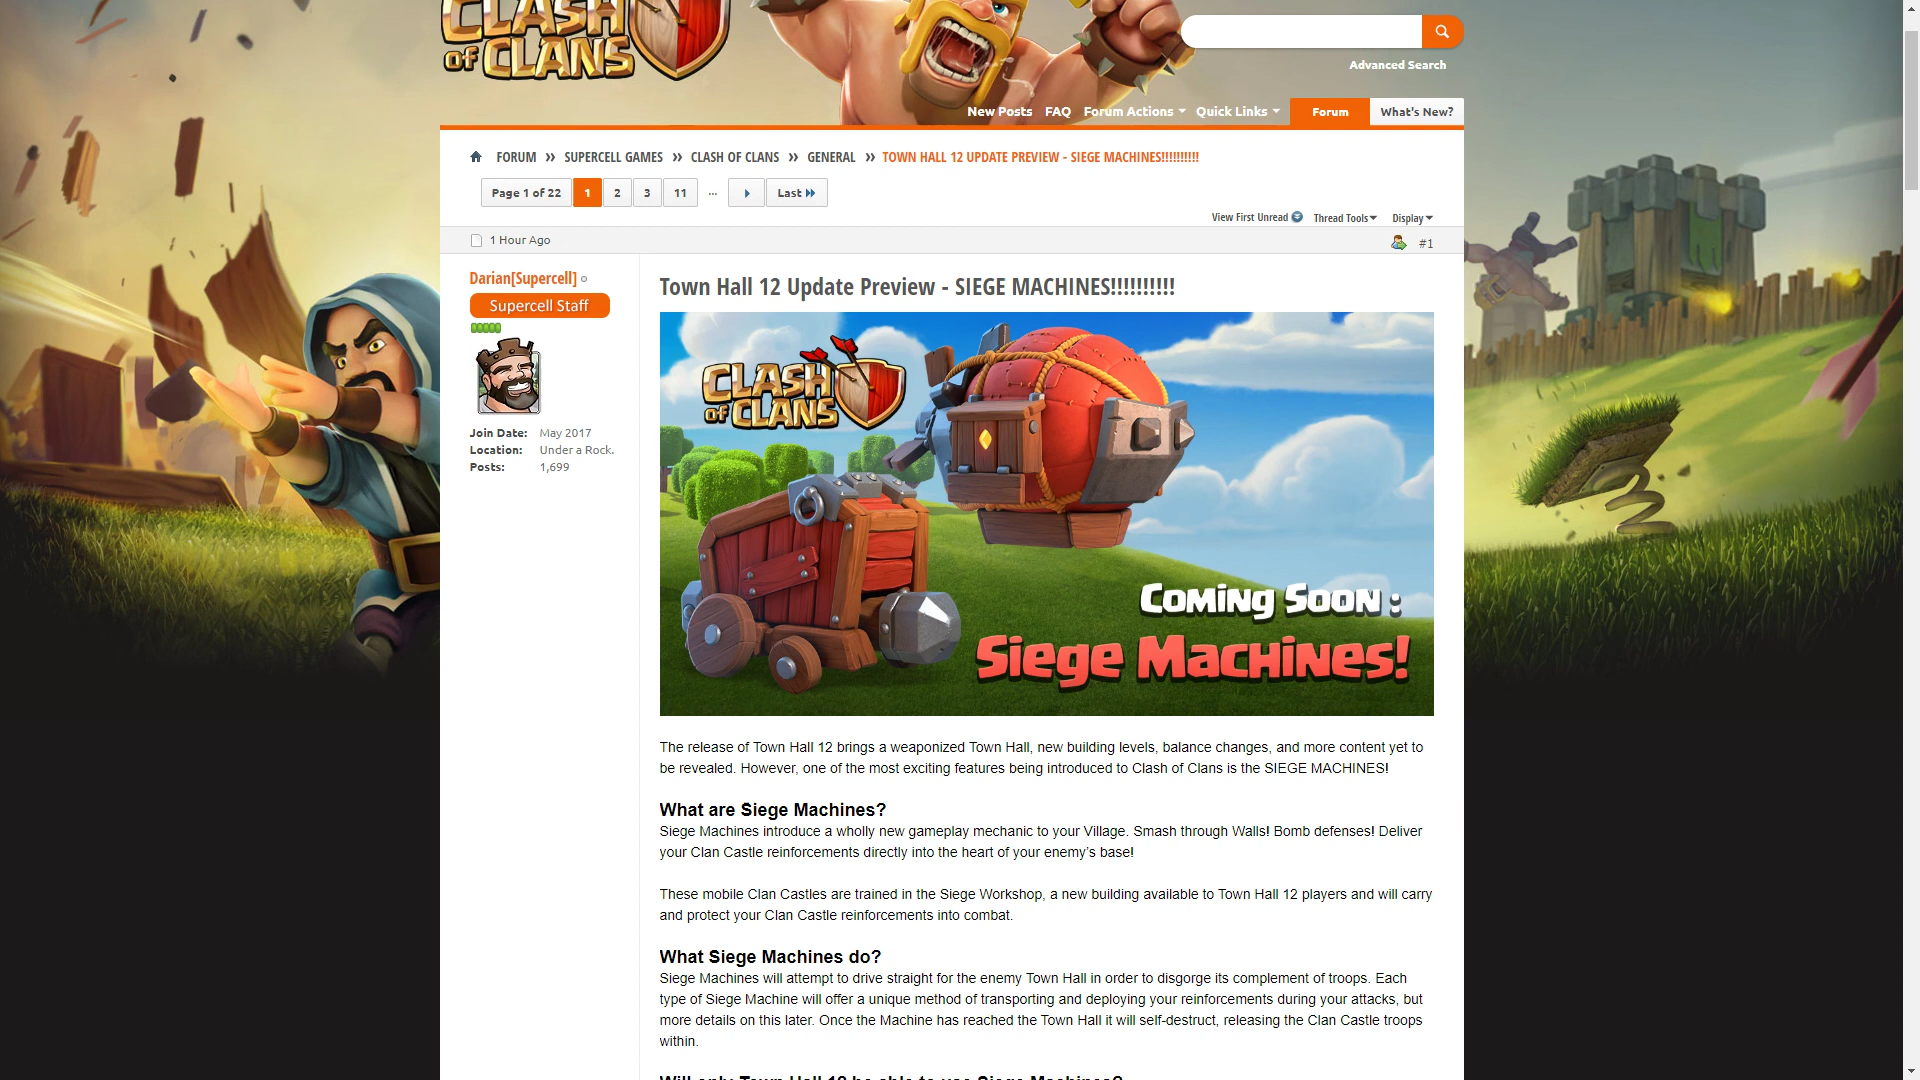 CLASH
OF CLANS
Advanced Search
New Posts FAQ Forum Actions Quick Links Forum What's New?
FORUM » SUPERCELL GAMES » CLASH OF CLANS » GENERAL » TOWN HALL 12 UPDATE PREVIEW - SIEGE MACHINES!!!!!!!!!!
Page 1 of 22 1 2 3 11 ... Last
View First Unread Thread Tools Display
1 Hour Ago #1
Darian[Supercell]
Supercell Staff
Join Date: May 2017
Location: Under a Rock.
Posts: 1,699
Town Hall 12 Update Preview - SIEGE MACHINES!!!!!!!!!!
CLASH
OF CLANS
Coming Soon :
Siege Machines!
The release of Town Hall 12 brings a weaponized Town Hall, new building levels, balance changes, and more content yet to
be revealed. However, one of the most exciting features being introduced to Clash of Clans is the SIEGE MACHINES!
What are Siege Machines?
Siege Machines introduce a wholly new gameplay mechanic to your Village. Smash through Walls! Bomb defenses! Deliver
your Clan Castle reinforcements directly into the heart of your enemy’s base!
These mobile Clan Castles are trained in the Siege Workshop, a new building available to Town Hall 12 players and will carry
and protect your Clan Castle reinforcements into combat.
What Siege Machines do?
Siege Machines will attempt to drive straight for the enemy Town Hall in order to disgorge its complement of troops. Each
type of Siege Machine will offer a unique method of transporting and deploying your reinforcements during your attacks, but
more details on this later. Once the Machine has reached the Town Hall it will self-destruct, releasing the Clan Castle troops
within.
Will only Town Hall 12 be able to use Siege Machines?